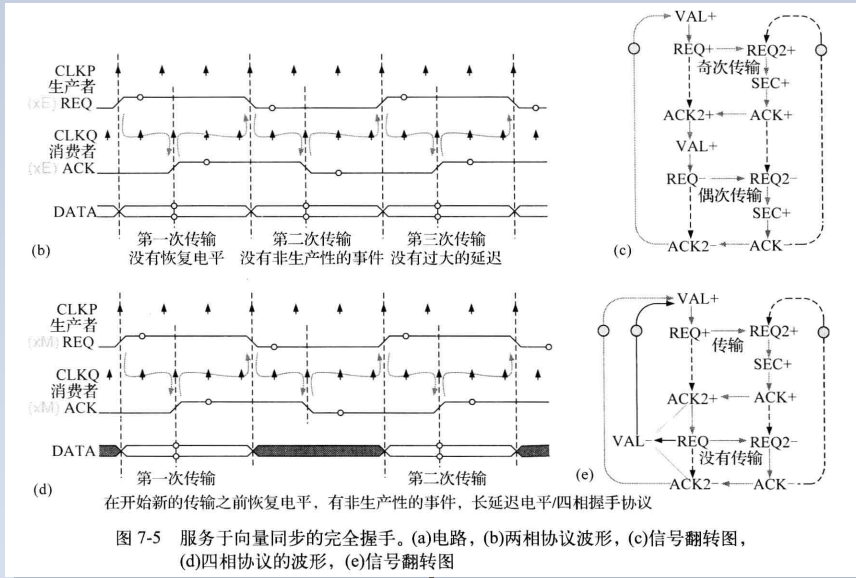 CLKP
生产者
(xE) REQ
CLKQ
消费者
(xE) ACK
DATA
第一次传输
没有恢复电平
第二次传输
没有非生产性的事件
第三次传输
没有过大的延迟
(b)
VAL+
REQ+
REQ2+
奇次传输
SEC+
ACK2+
ACK+
VAL+
REQ-
REQ2-
偶次传输
SEC+
ACK2-
ACK-
(c)
CLKP
生产者
(xM) REQ
CLKQ
消费者
(xM) ACK
DATA
第一次传输
第二次传输
(d)
在开始新的传输之前恢复电平，有非生产性的事件，长延迟电平/四相握手协议
VAL+
REQ+
REQ2+
传输
SEC+
ACK2+
ACK+
VAL-
REQ-
REQ2-
没有传输
ACK2-
ACK-
(e)
图 7-5 服务于向量同步的完全握手。(a)电路，(b)两相协议波形，(c)信号翻转图，
(d)四相协议的波形，(e)信号翻转图